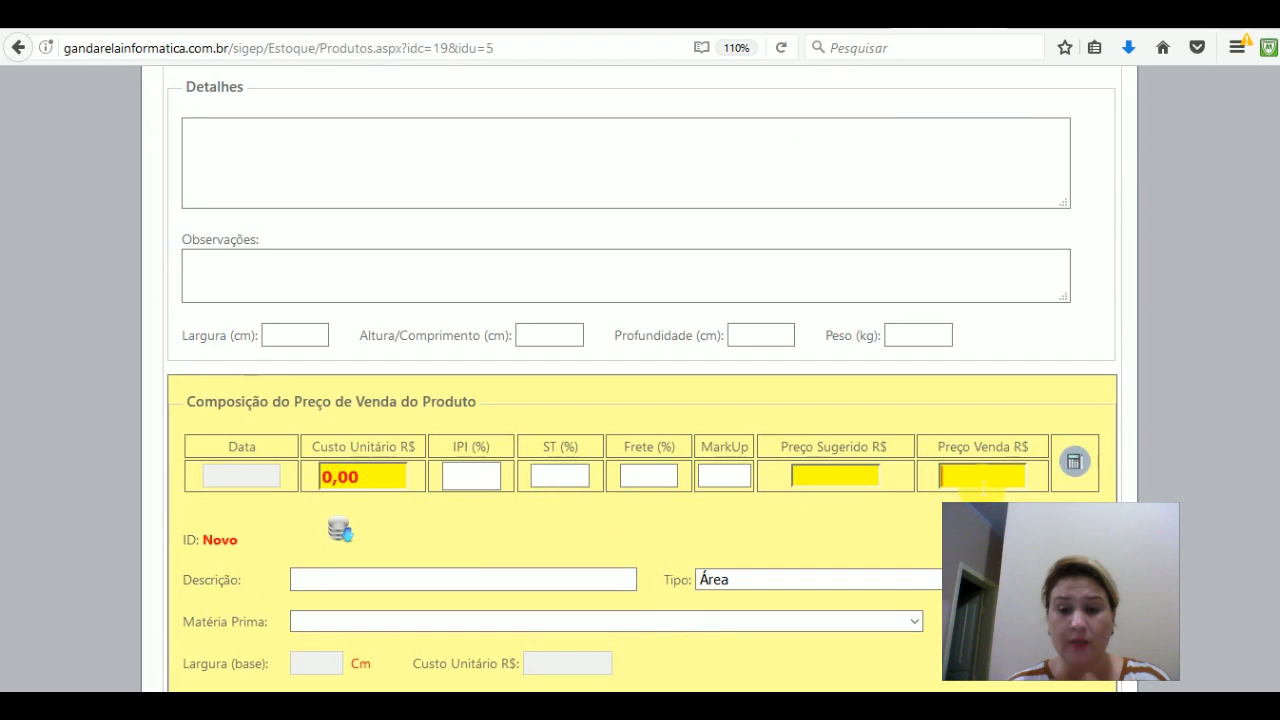 gandarelainformatica.com.br/sigep/Estoque/Produtos.aspx?idc=19&idu=5 110% Pesquisar
Detalhes
Observações:
Largura (cm): Altura/Comprimento (cm): Profundidade (cm): Peso (kg):
Composição do Preço de Venda do Produto
Data Custo Unitário R$ IPI (%) ST (%) Frete (%) MarkUp Preço Sugerido R$ Preço Venda R$
0,00
ID: Novo
Descrição: Tipo: Área
Matéria Prima:
Largura (base): Cm Custo Unitário R$: